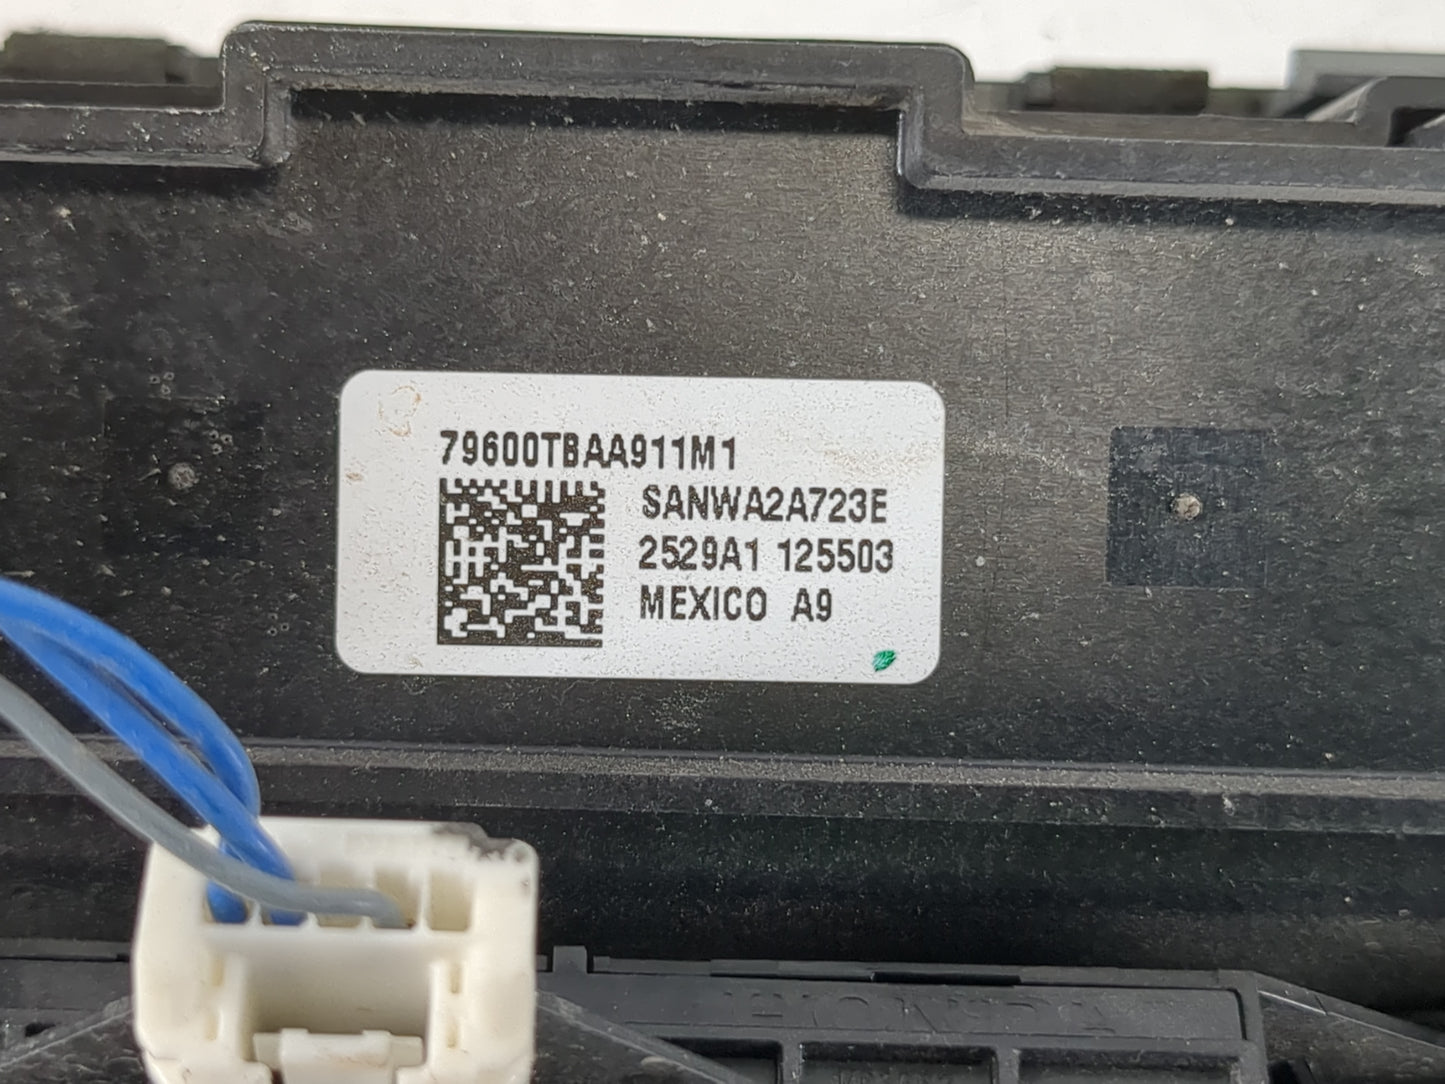 79600TBAA911M1
SANWA2A723E
2529A1 125503
MEXICO A9